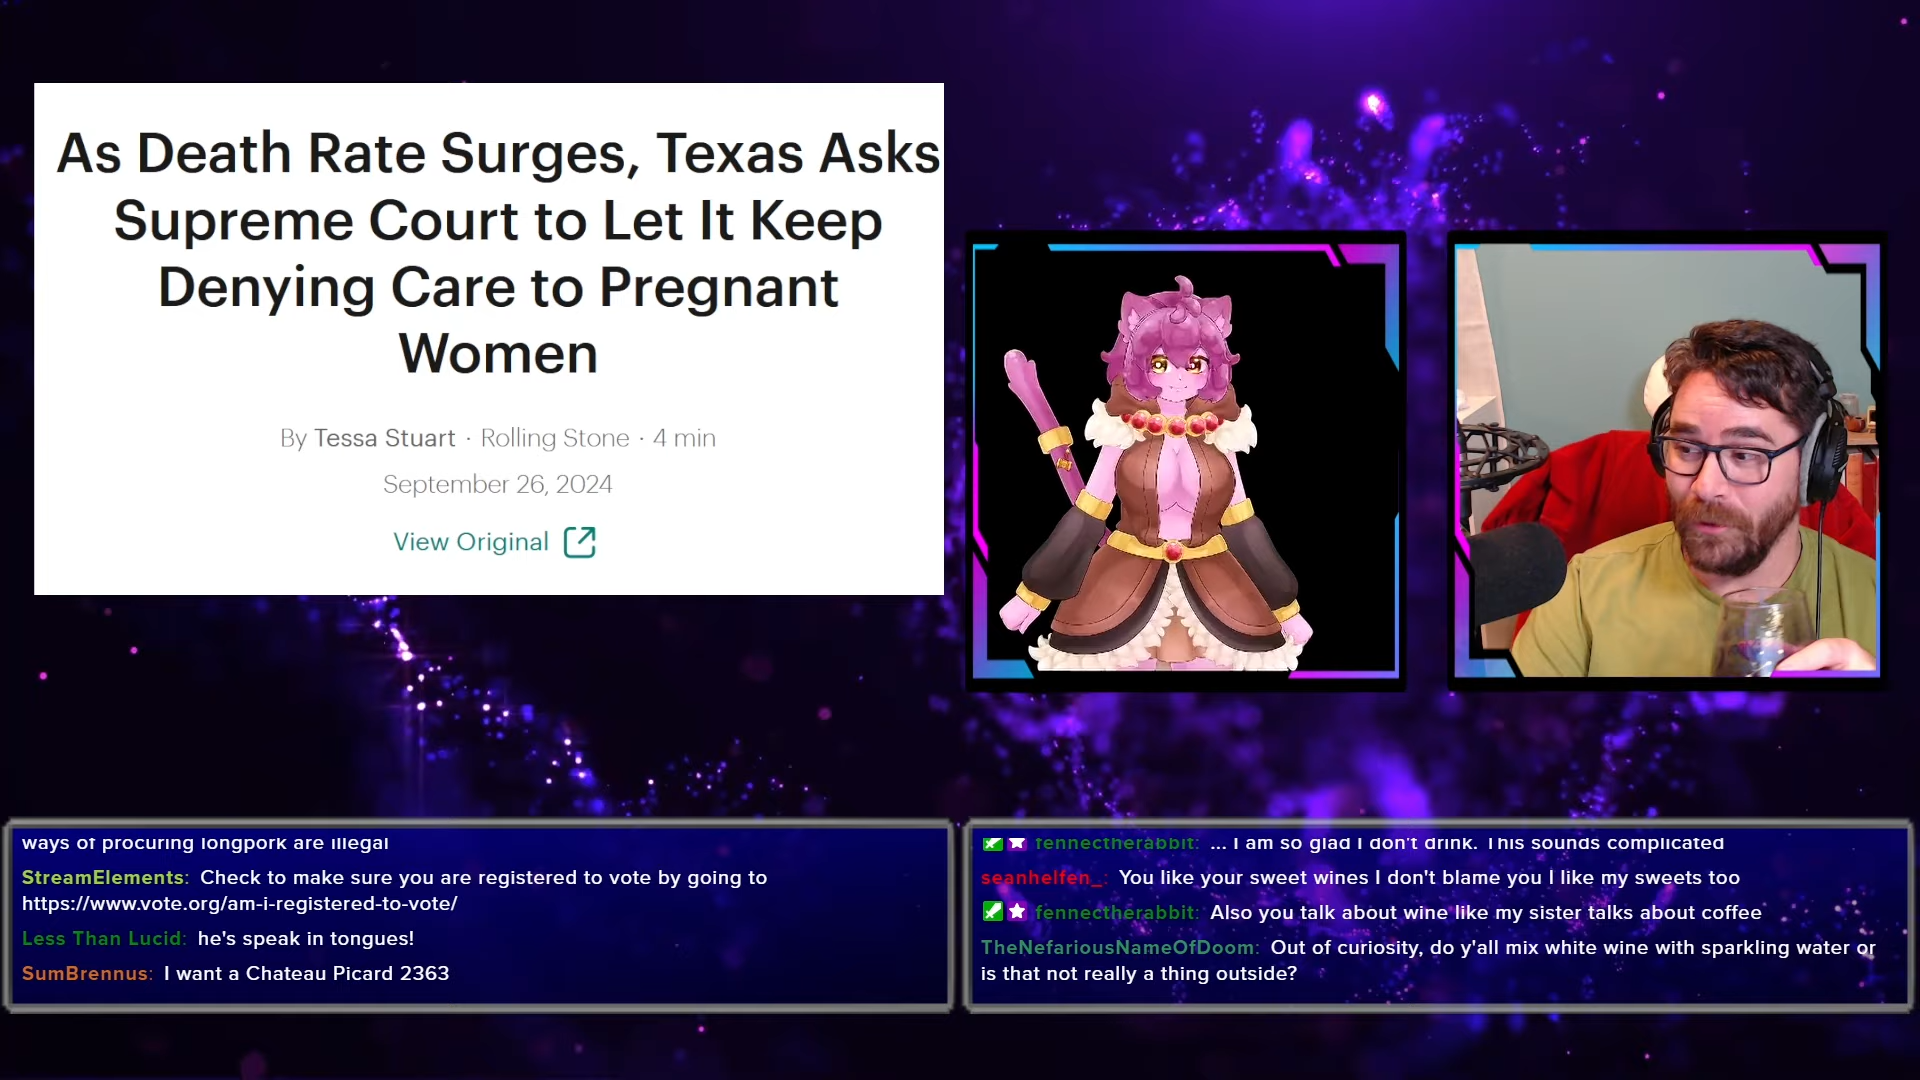 As Death Rate Surges, Texas Asks
Supreme Court to Let It Keep
Denying Care to Pregnant
Women
By Tessa Stuart · Rolling Stone · 4 min
September 26, 2024
View Original
ways of procuring longpork are illegal
StreamElements: Check to make sure you are registered to vote by going to
https://www.vote.org/am-i-registered-to-vote/
Less Than Lucid: he's speak in tongues!
SumBrennus: I want a Chateau Picard 2363
fennectherabbit: ... I am so glad I don't drink. This sounds complicated
seanhelfen_: You like your sweet wines I don't blame you I like my sweets too
fennectherabbit: Also you talk about wine like my sister talks about coffee
TheNefariousNameOfDoom: Out of curiosity, do y'all mix white wine with sparkling water or
is that not really a thing outside?